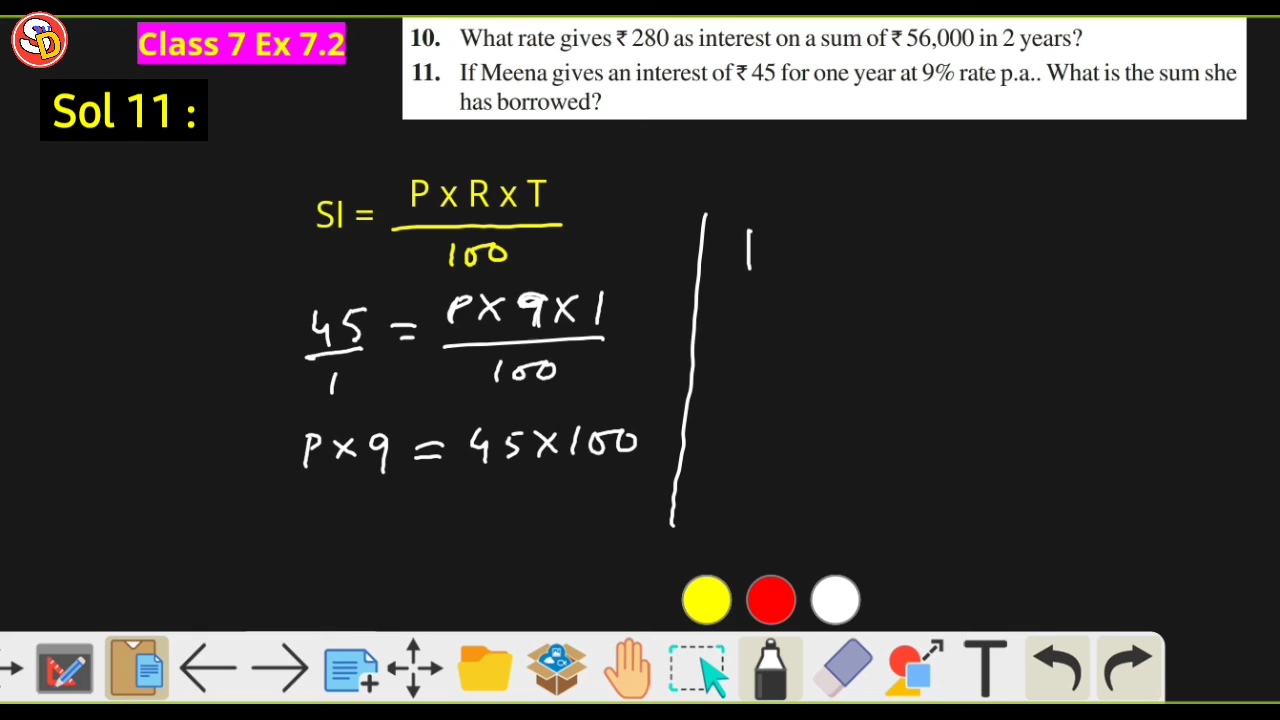 SD
Class 7 Ex 7.2
10. What rate gives ₹ 280 as interest on a sum of ₹ 56,000 in 2 years?
11. If Meena gives an interest of ₹ 45 for one year at 9% rate p.a.. What is the sum she
has borrowed?
Sol 11 :
SI = P x R x T
100
45 = P X 9 X 1
1 100
P X 9 = 45 X 100
T